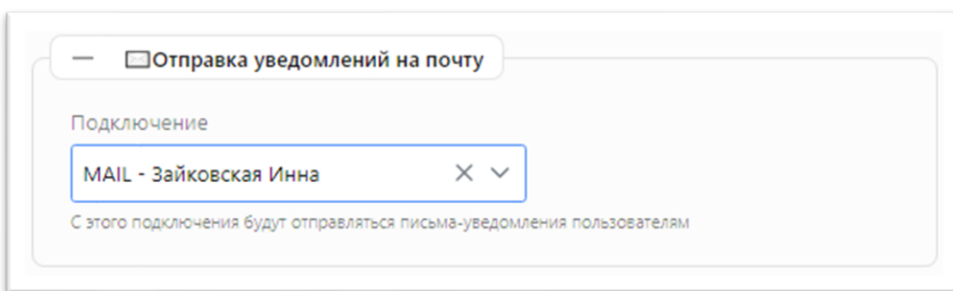 Отправка уведомлений на почту
Подключение
MAIL - Зайковская Инна
С этого подключения будут отправляться письма-уведомления пользователям